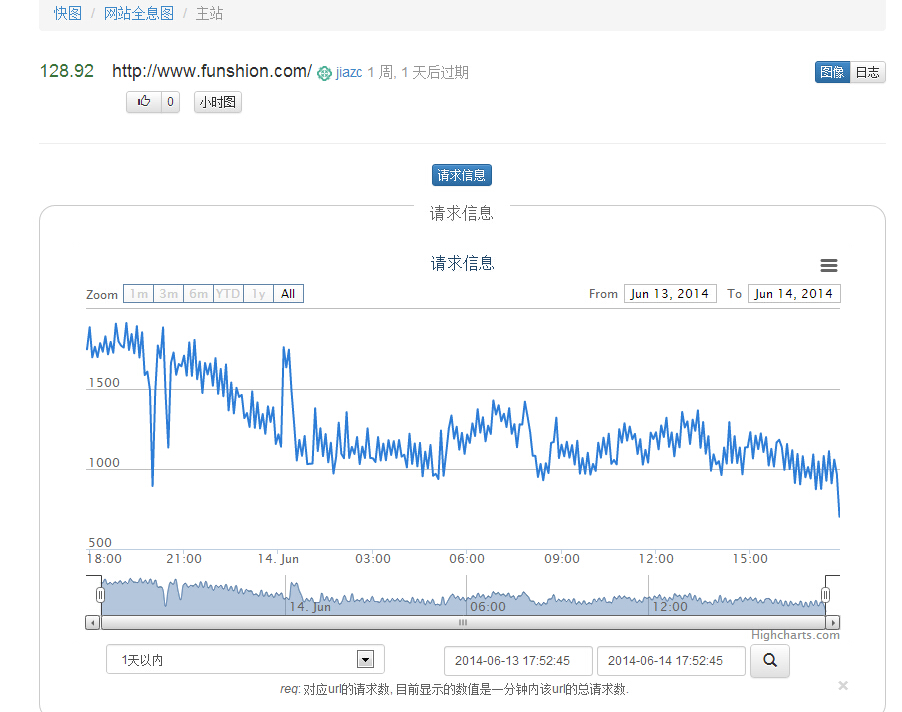 快图 / 网站全息图 / 主站
128.92 http://www.funshion.com/ jiazc 1 周, 1 天后过期 图像 日志
0 小时图
请求信息
请求信息
请求信息
Zoom 1m 3m 6m YTD 1y All From Jun 13, 2014 To Jun 14, 2014
1500
1000
500
18:00 21:00 14. Jun 03:00 06:00 09:00 12:00 15:00
14. Jun 06:00 12:00
Highcharts.com
1天以内 2014-06-13 17:52:45 2014-06-14 17:52:45
req: 对应url的请求数, 目前显示的数值是一分钟内该url的总请求数.